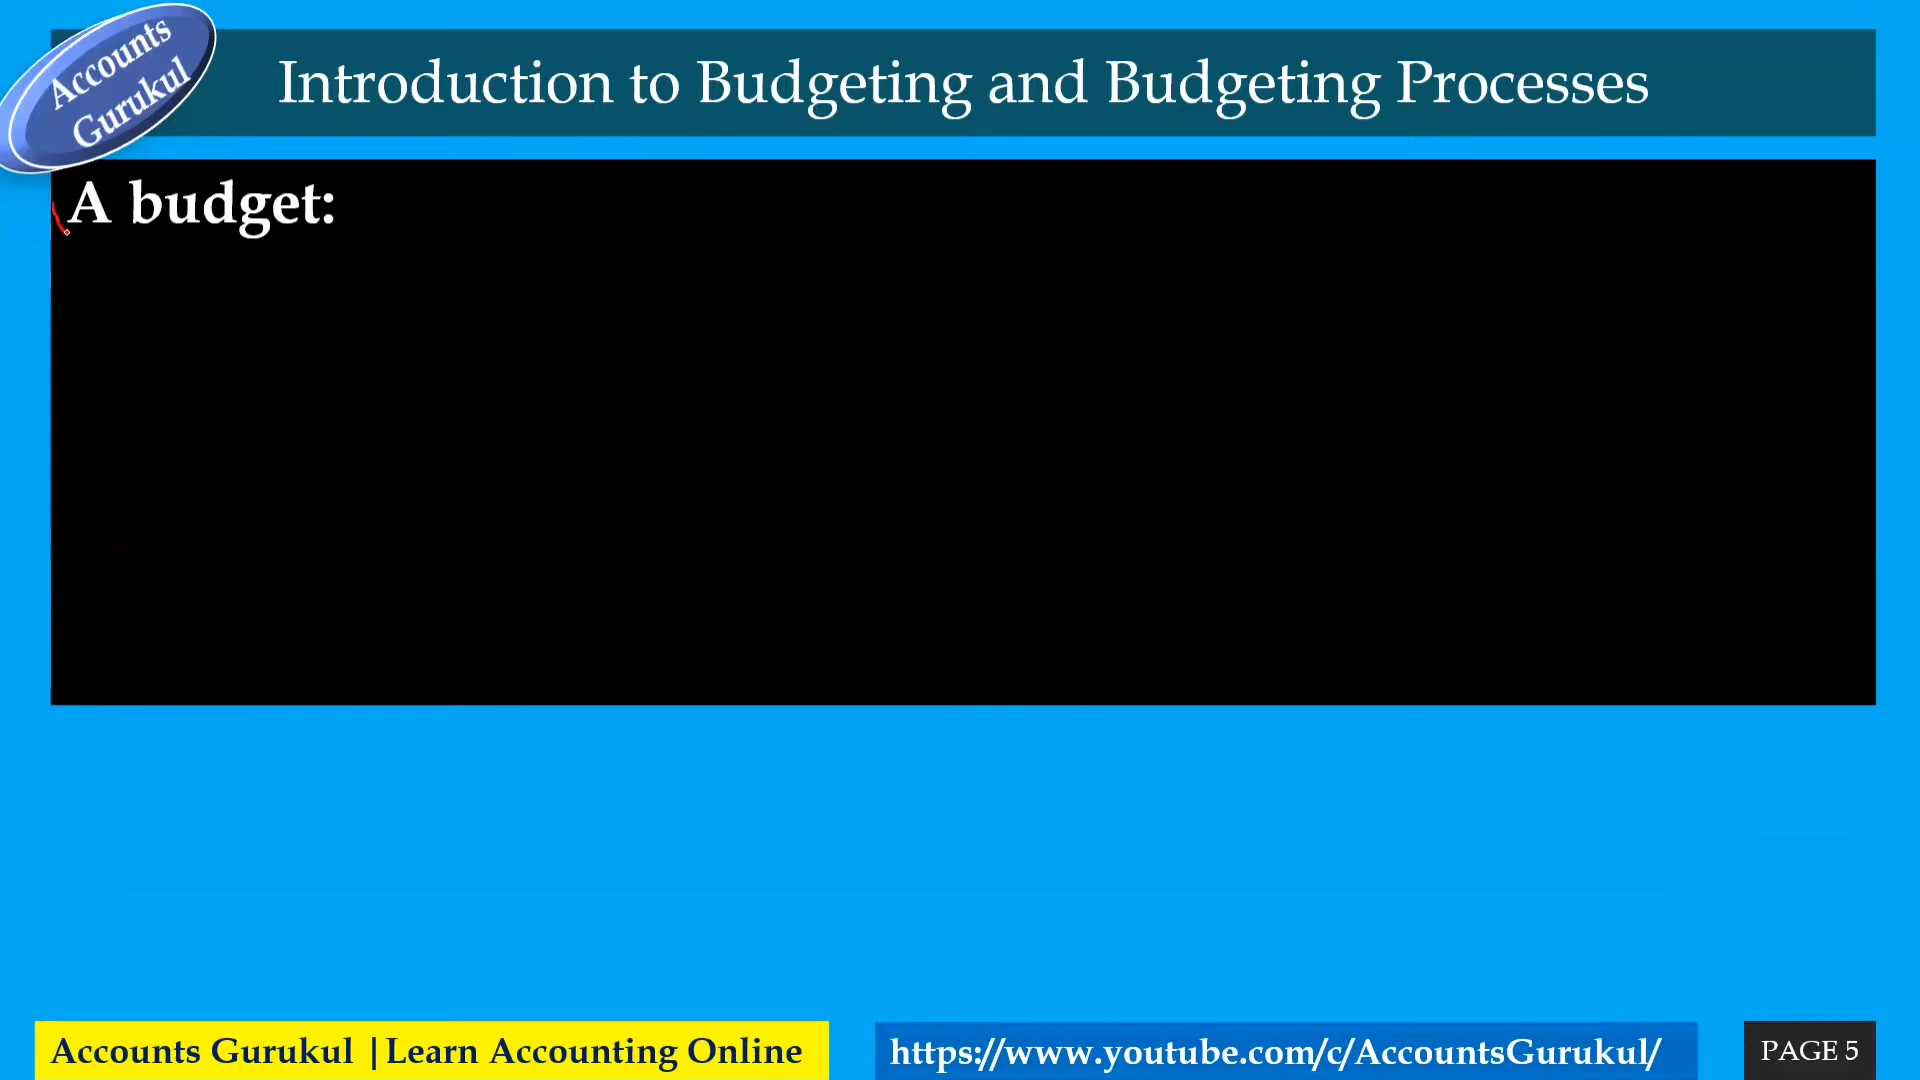 Accounts
Gurukul
Introduction to Budgeting and Budgeting Processes
A budget:
Accounts Gurukul | Learn Accounting Online
https://www.youtube.com/c/AccountsGurukul/
PAGE 5